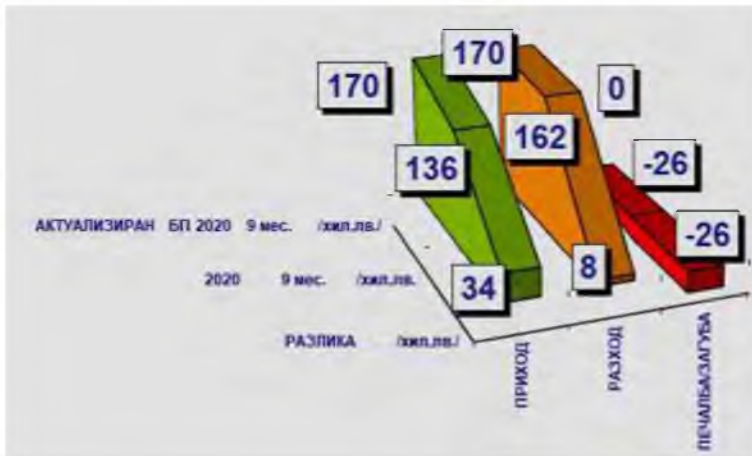 170
170
0
136
162
-26
АКТУАЛИЗИРАН БП 2020 9 мес. /хил.лв./
-26
2020 9 мес. /хил.лв.
34
8
РАЗЛИКА /хил.лв./
ПРИХОД
РАЗХОД
ПЕЧАЛБА/ЗАГУБА